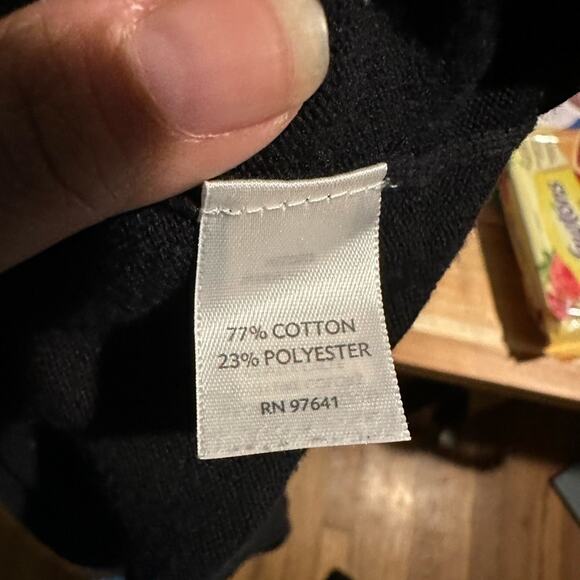 77% COTTON
23% POLYESTER
RN 97641